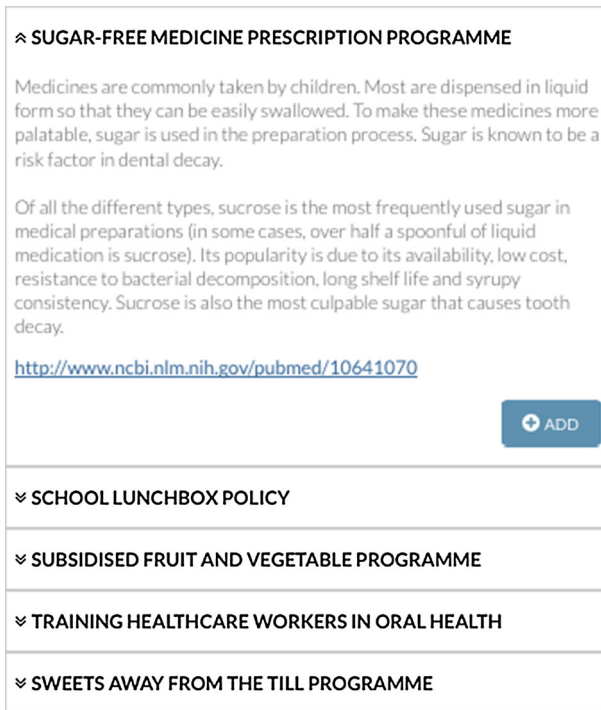 SUGAR-FREE MEDICINE PRESCRIPTION PROGRAMME
Medicines are commonly taken by children. Most are dispensed in liquid
form so that they can be easily swallowed. To make these medicines more
palatable, sugar is used in the preparation process. Sugar is known to be a
risk factor in dental decay.
Of all the different types, sucrose is the most frequently used sugar in
medical preparations (in some cases, over half a spoonful of liquid
medication is sucrose). Its popularity is due to its availability, low cost,
resistance to bacterial decomposition, long shelf life and syrupy
consistency. Sucrose is also the most culpable sugar that causes tooth
decay.
http://www.ncbi.nlm.nih.gov/pubmed/10641070
ADD
SCHOOL LUNCHBOX POLICY
SUBSIDISED FRUIT AND VEGETABLE PROGRAMME
TRAINING HEALTHCARE WORKERS IN ORAL HEALTH
SWEETS AWAY FROM THE TILL PROGRAMME